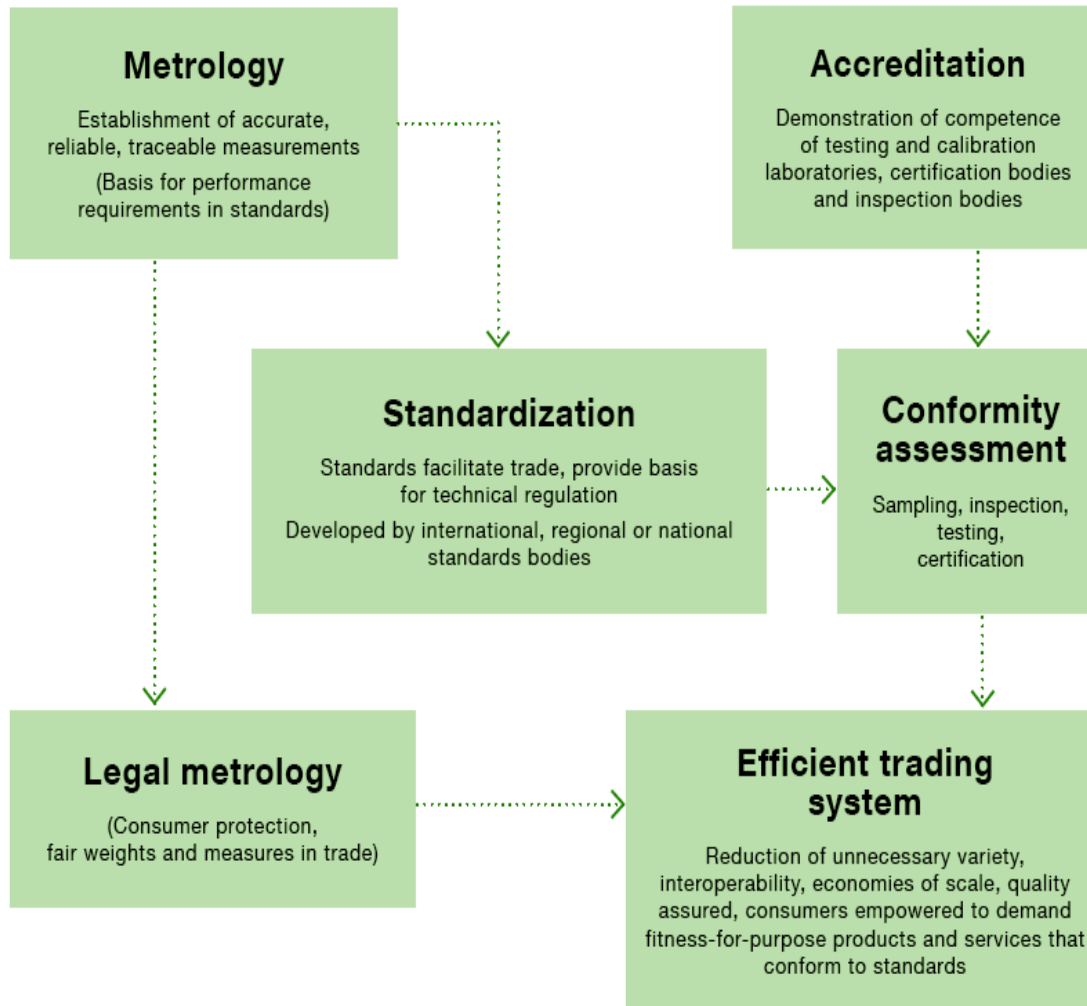 Metrology
Establishment of accurate,
reliable, traceable measurements
(Basis for performance
requirements in standards)
Accreditation
Demonstration of competence
of testing and calibration
laboratories, certification bodies
and inspection bodies
Standardization
Standards facilitate trade, provide basis
for technical regulation
Developed by international, regional or national
standards bodies
Conformity
assessment
Sampling, inspection,
testing,
certification
Legal metrology
(Consumer protection,
fair weights and measures in trade)
Efficient trading
system
Reduction of unnecessary variety,
interoperability, economies of scale, quality
assured, consumers empowered to demand
fitness-for-purpose products and services that
conform to standards